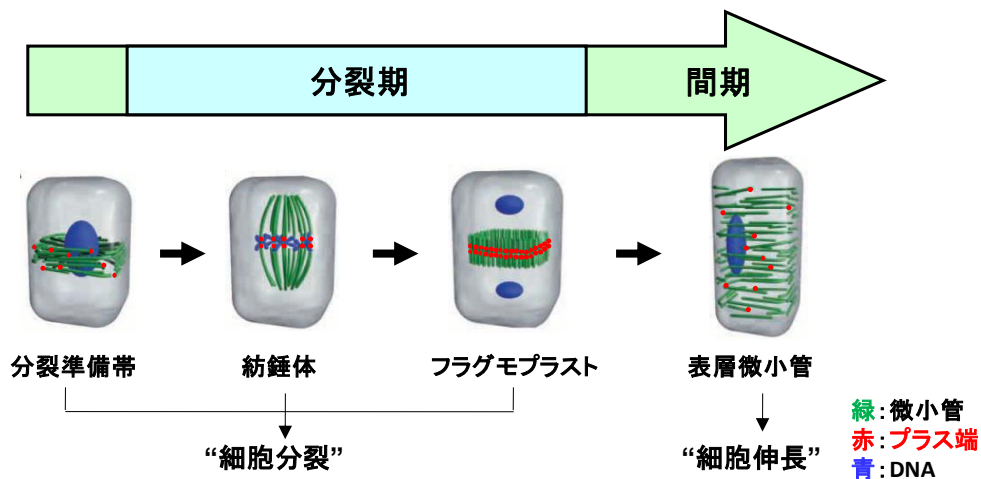 分裂期
間期
分裂準備帯
紡錘体
フラグモプラスト
表層微小管
“細胞分裂”
“細胞伸長”
緑：微小管
赤：プラス端
青：DNA